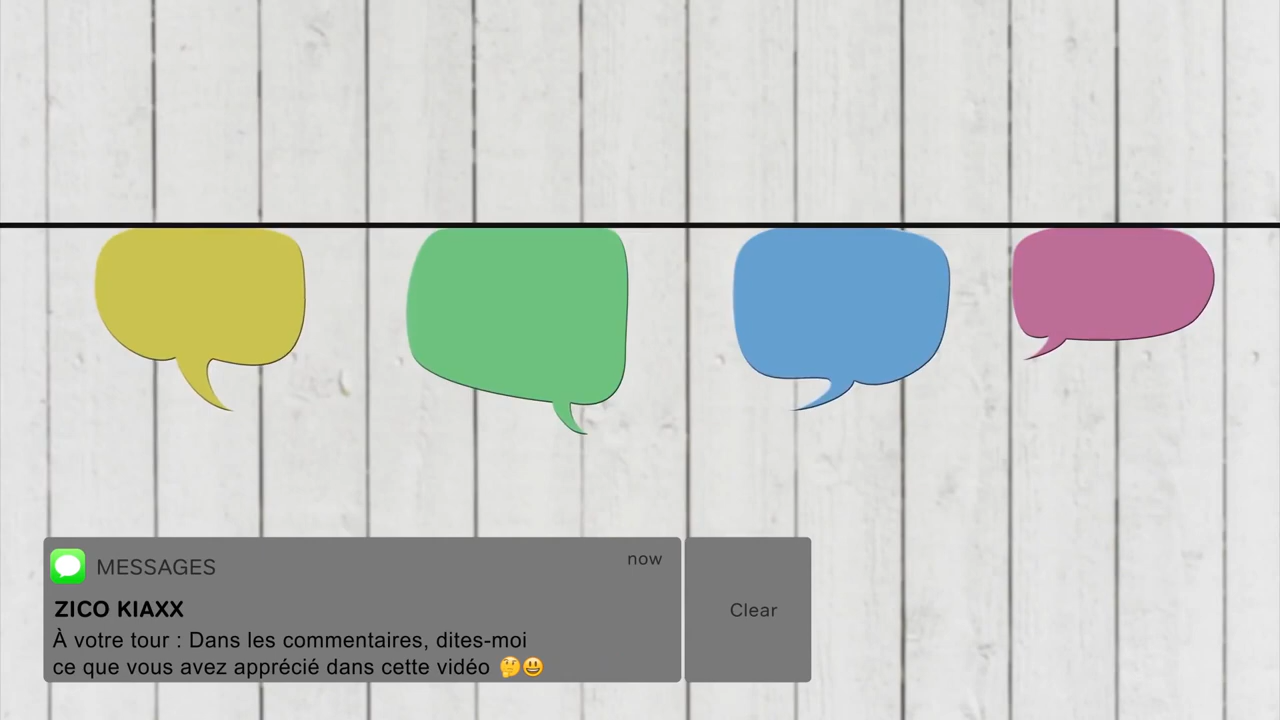 MESSAGES
now
ZICO KIAXX
À votre tour : Dans les commentaires, dites-moi
ce que vous avez apprécié dans cette vidéo 🤔😃
Clear